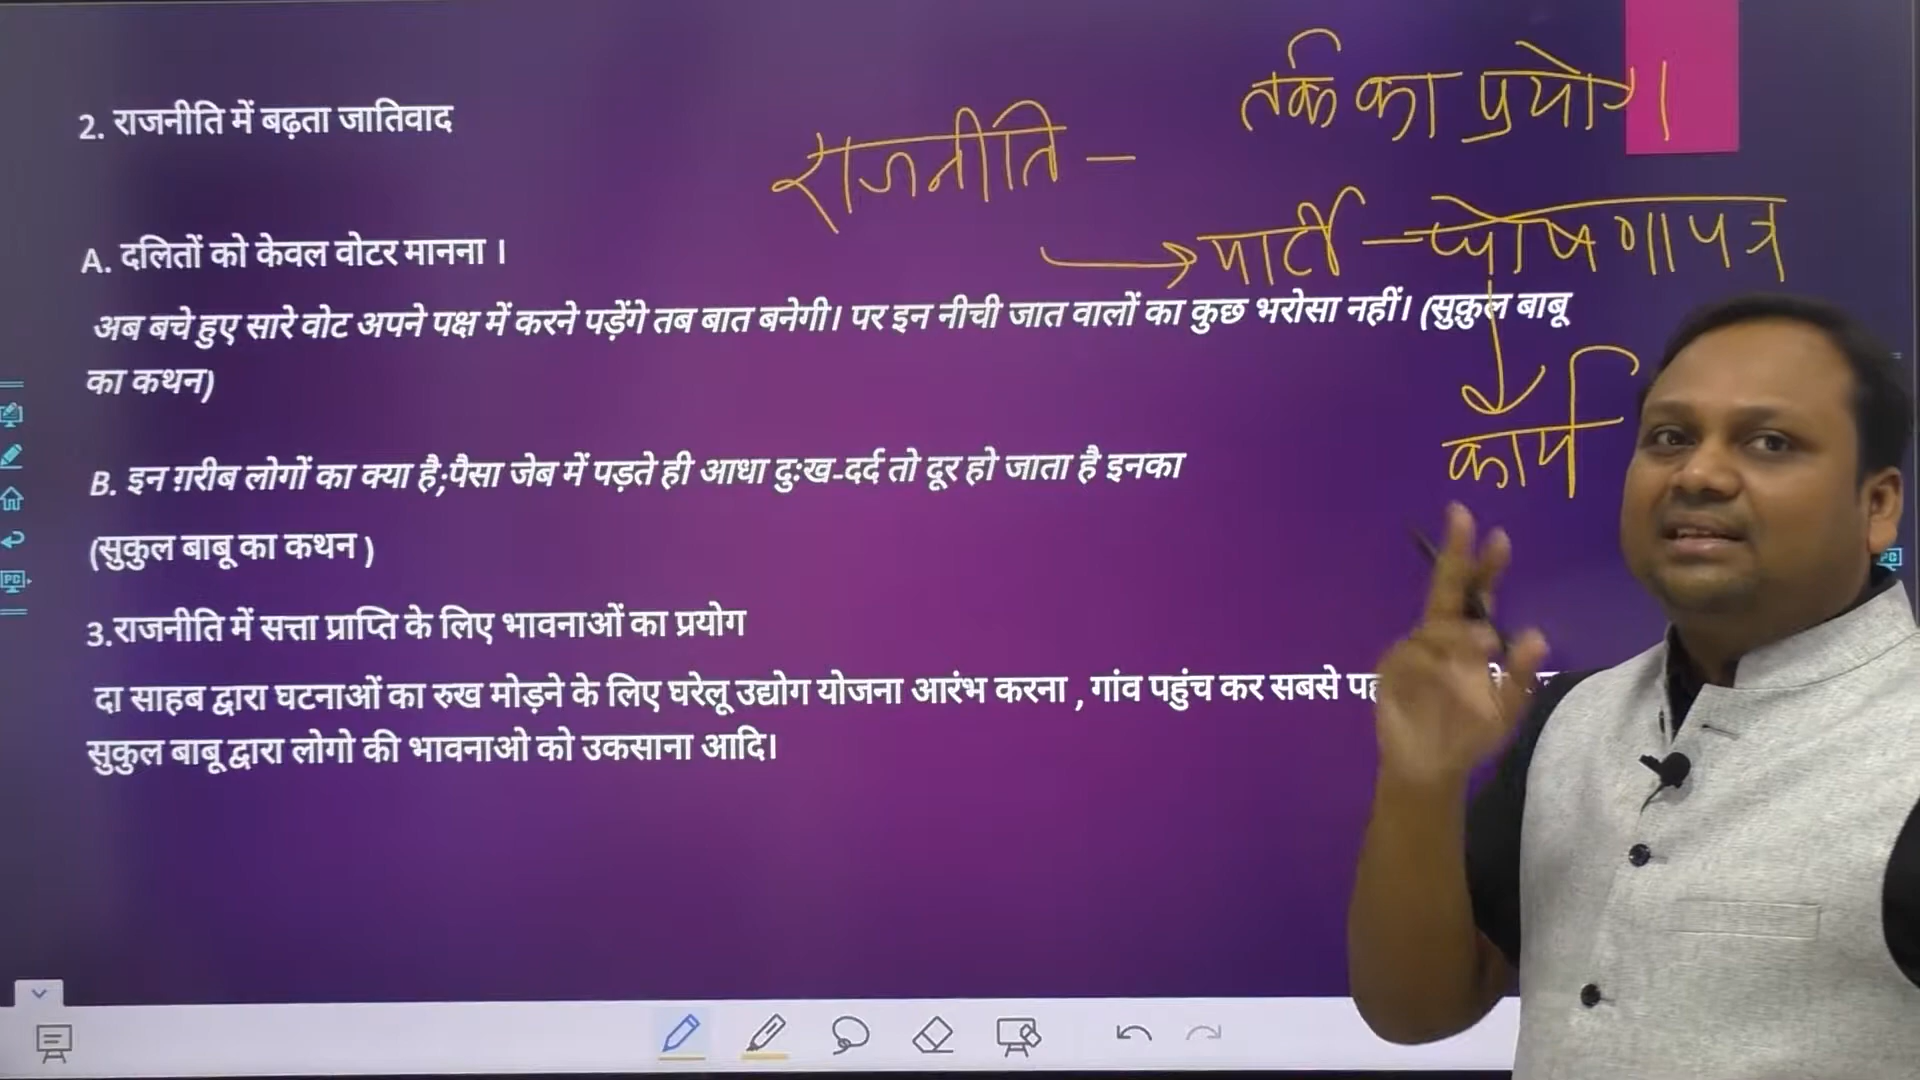 तर्क का प्रयोग।
राजनीति –
→ पार्टी – घोषणापत्र
कार्य
2. राजनीति में बढ़ता जातिवाद
A. दलितों को केवल वोटर मानना ।
अब बचे हुए सारे वोट अपने पक्ष में करने पड़ेंगे तब बात बनेगी। पर इन नीची जात वालों का कुछ भरोसा नहीं। (सुकुल बाबू
का कथन)
B. इन ग़रीब लोगों का क्या है;पैसा जेब में पड़ते ही आधा दुःख-दर्द तो दूर हो जाता है इनका
(सुकुल बाबू का कथन )
3.राजनीति में सत्ता प्राप्ति के लिए भावनाओं का प्रयोग
दा साहब द्वारा घटनाओं का रुख मोड़ने के लिए घरेलू उद्योग योजना आरंभ करना , गांव पहुंच कर सबसे
सुकुल बाबू द्वारा लोगो की भावनाओ को उकसाना आदि।